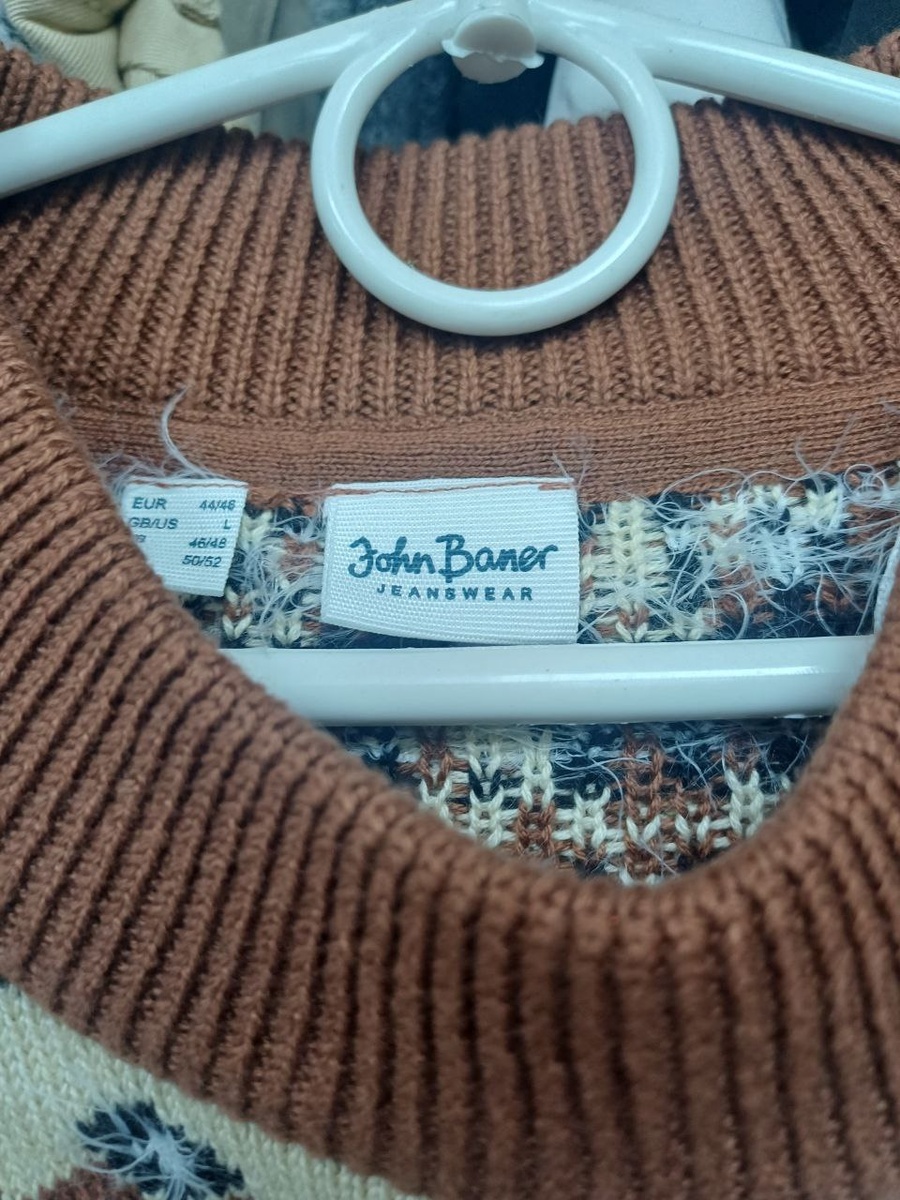 EUR 44/46
GB/US L
46/48
50/52
John Baner
JEANSWEAR